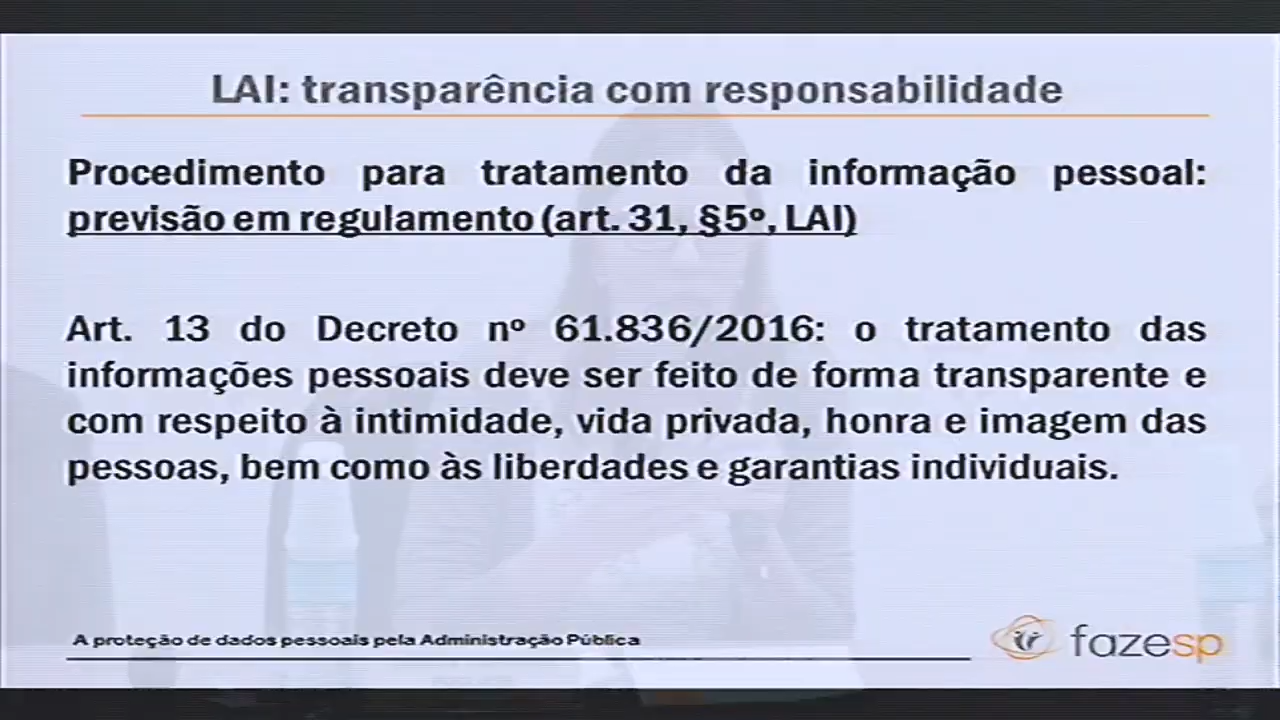 LAI: transparência com responsabilidade
Procedimento para tratamento da informação pessoal:
previsão em regulamento (art. 31, §5º, LAI)
Art. 13 do Decreto nº 61.836/2016: o tratamento das
informações pessoais deve ser feito de forma transparente e
com respeito à intimidade, vida privada, honra e imagem das
pessoas, bem como às liberdades e garantias individuais.
A proteção de dados pessoais pela Administração Pública
fazesp